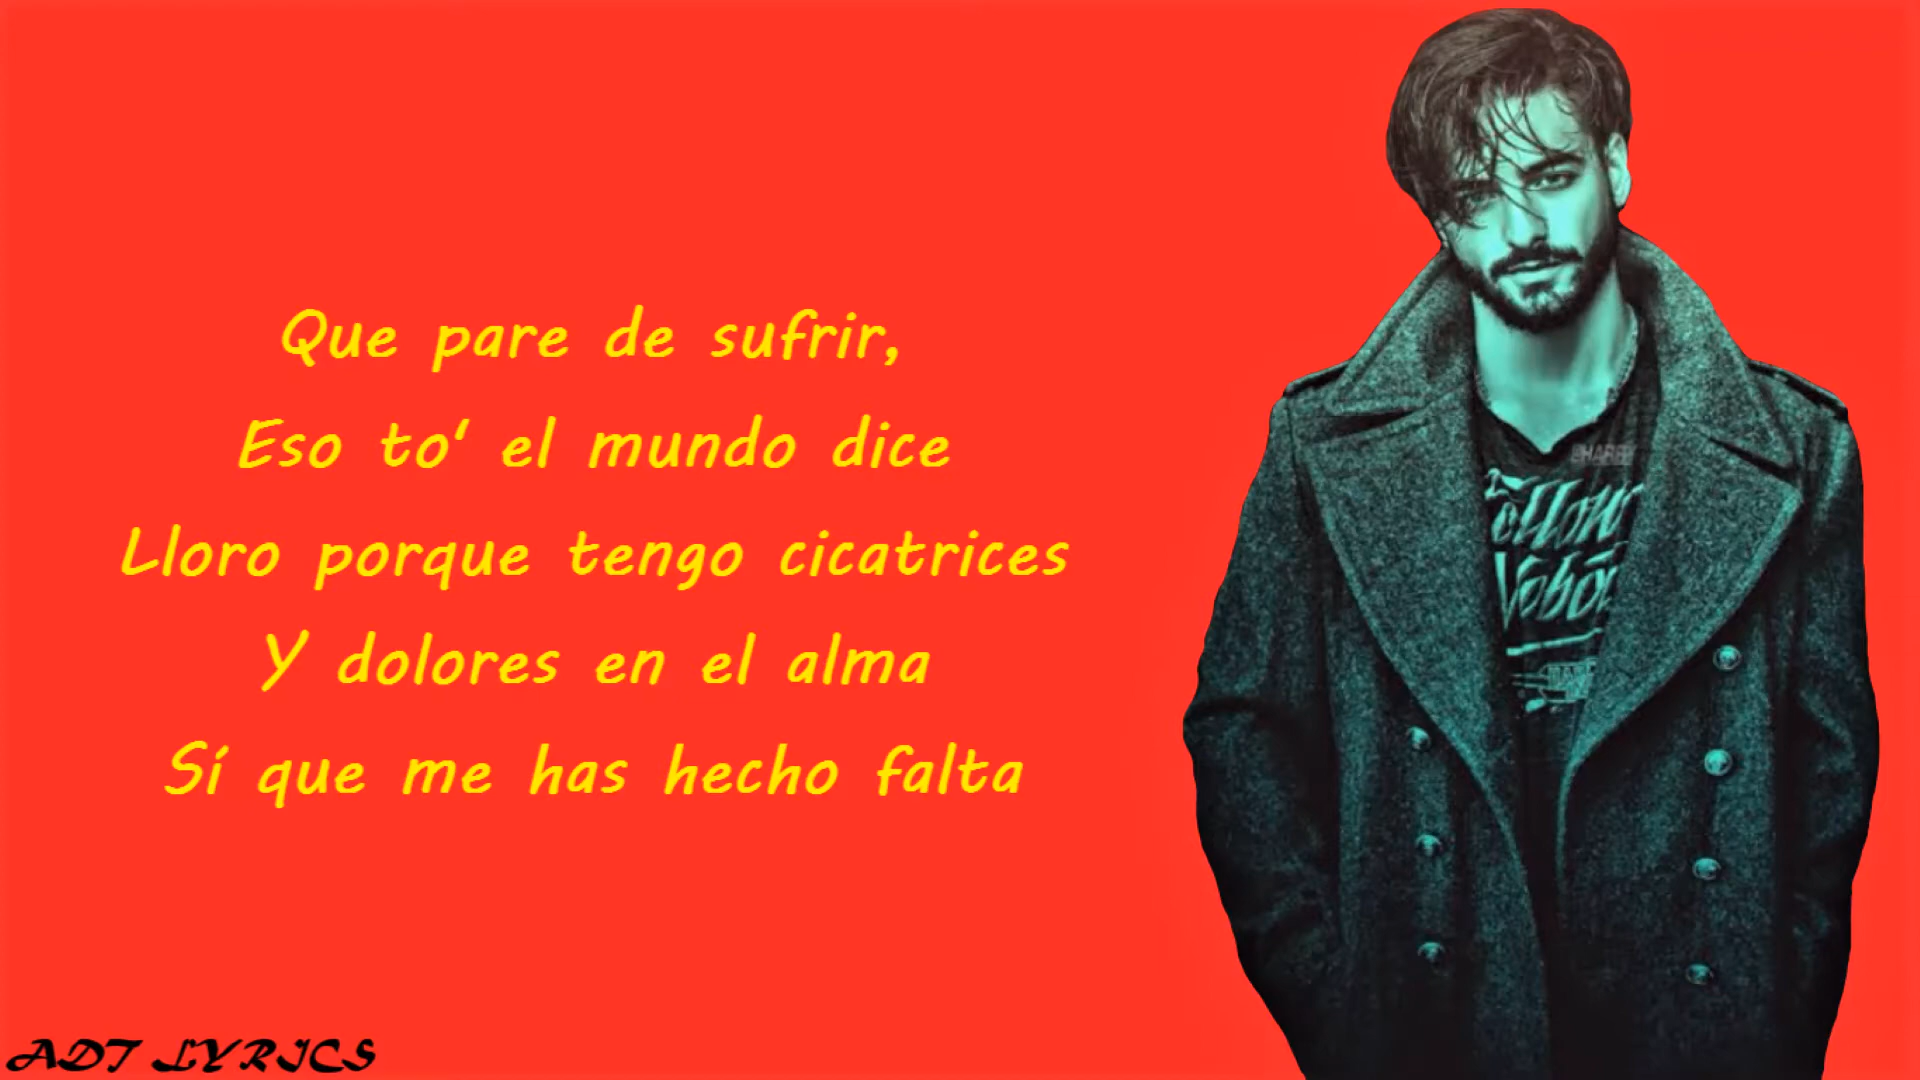 Que pare de sufrir,
Eso to' el mundo dice
Lloro porque tengo cicatrices
Y dolores en el alma
Sí que me has hecho falta
ADT LYRICS